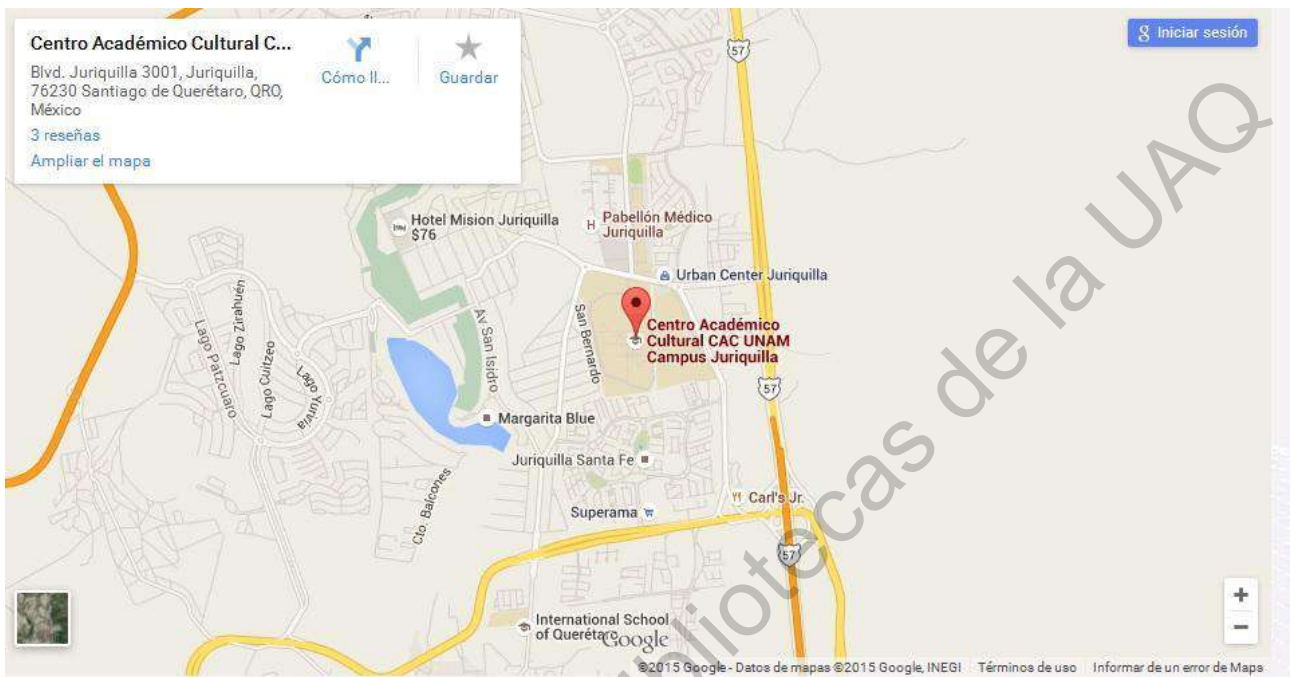 Centro Académico Cultural C...
Blvd. Juriquilla 3001, Juriquilla,
76230 Santiago de Querétaro, QRO,
México
3 reseñas
Ampliar el mapa
Cómo ll...
Guardar
Iniciar sesión
57
Hotel Mision Juriquilla
$76
H
Pabellón Médico
Juriquilla
Urban Center Juriquilla
Centro Académico
Cultural CAC UNAM
Campus Juriquilla
San Bernardo
Av San Isidro
Lago Zirahuén
Lago Patzcuaro
Lago Cuitzeo
Lago Yuriria
57
Margarita Blue
Juriquilla Santa Fe
Cto. Balcones
Carl's Jr.
Superama
57
International School
of Querétaro
Google
+
−
©2015 Google - Datos de mapas ©2015 Google, INEGI
Términos de uso
Informar de un error de Maps
bibliotecas de la UAQ